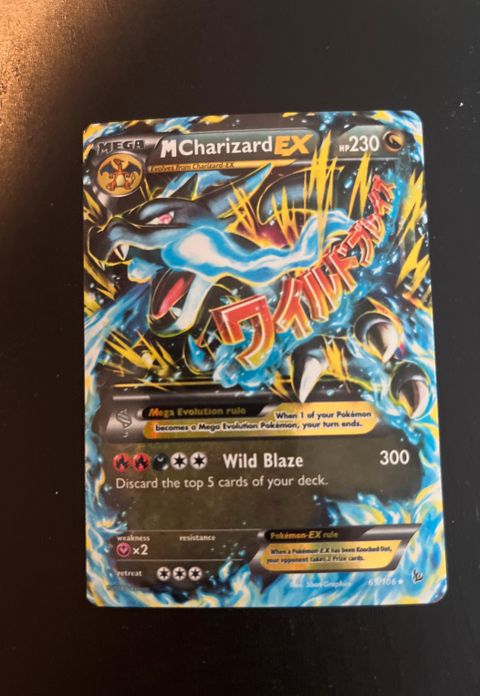 MEGA
MCharizard EX
HP230
Evolves from Charizard-EX
ワイルドブレイズ
Mega Evolution rule
When 1 of your Pokémon
becomes a Mega Evolution Pokémon, your turn ends.
Wild Blaze 300
Discard the top 5 cards of your deck.
weakness resistance
×2
retreat
Pokémon-EX rule
When a Pokémon-EX has been Knocked Out,
your opponent takes 2 Prize cards.
Graphics
69/106